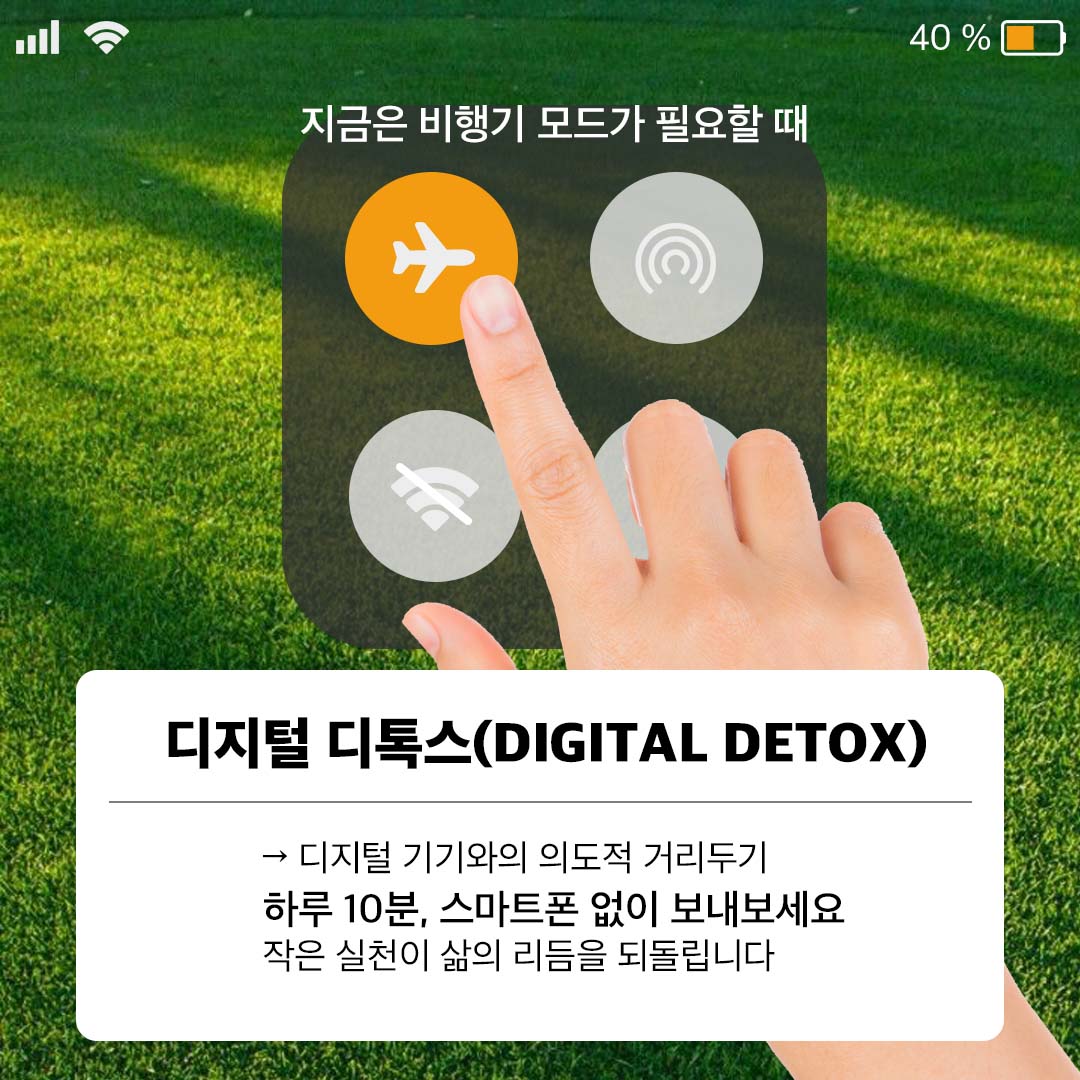 40 %
지금은 비행기 모드가 필요할 때
디지털 디톡스(DIGITAL DETOX)
→ 디지털 기기와의 의도적 거리두기
하루 10분, 스마트폰 없이 보내보세요
작은 실천이 삶의 리듬을 되돌립니다